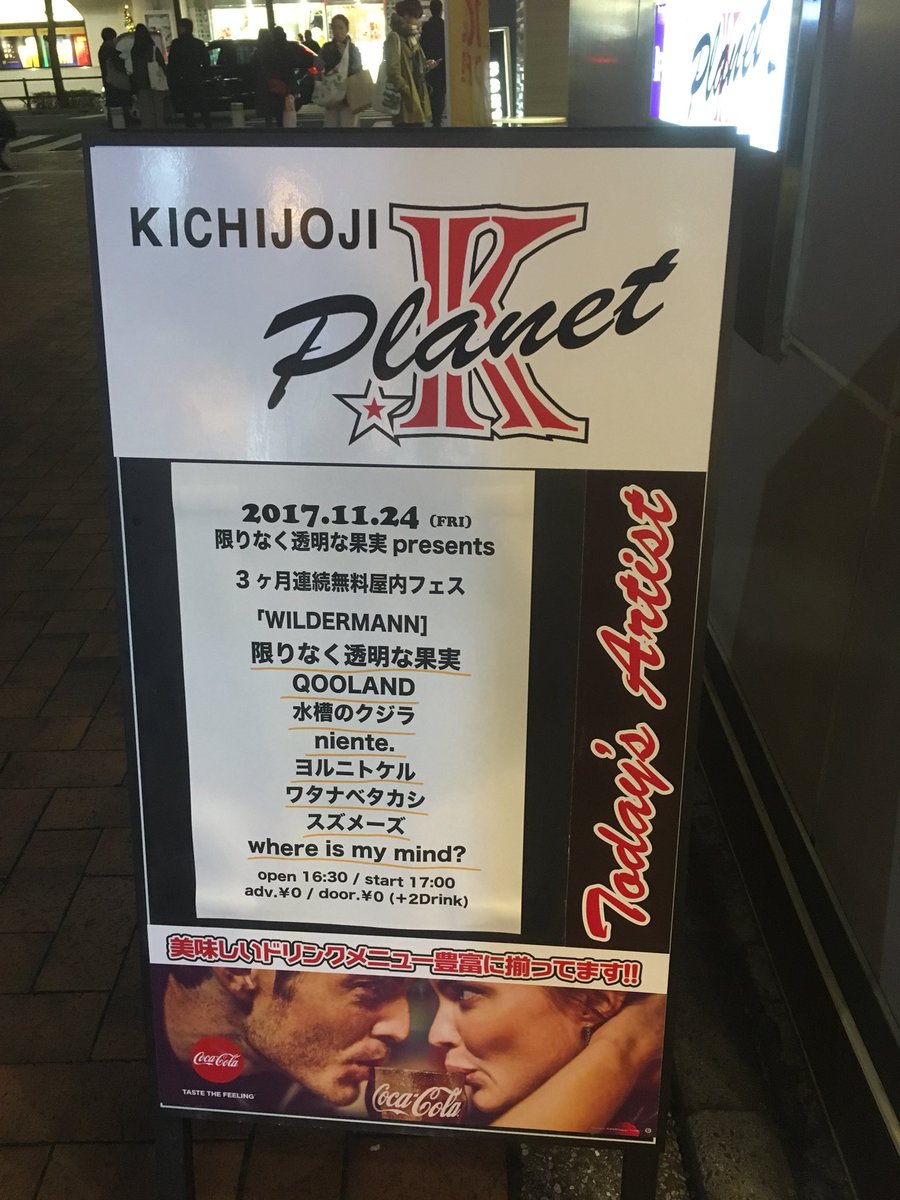 Planet K
KICHIJOJI
Planet K
2017.11.24 (FRI)
限りなく透明な果実 presents
3ヶ月連続無料屋内フェス
「WILDERMANN]
限りなく透明な果実
QOOLAND
水槽のクジラ
niente.
ヨルニトケル
ワタナベタカシ
スズメーズ
where is my mind?
open 16:30 / start 17:00
adv.¥0 / door.¥0 (+2Drink)
Today's Artist
美味しいドリンクメニュー豊富に揃ってます!!
Coca-Cola
TASTE THE FEELING
Coca-Cola